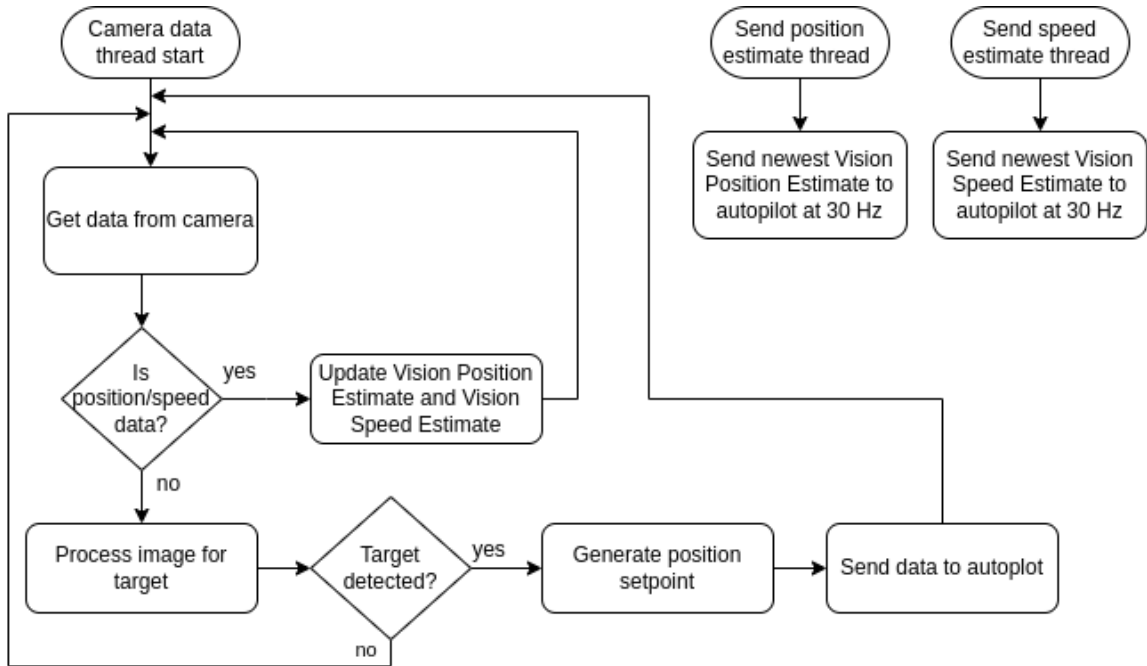 Camera data
thread start
Send position
estimate thread
Send speed
estimate thread
Send newest Vision
Position Estimate to
autopilot at 30 Hz
Send newest Vision
Speed Estimate to
autopilot at 30 Hz
Get data from camera
Is
position/speed
data?
yes
Update Vision Position
Estimate and Vision
Speed Estimate
no
Process image for
target
Target
detected?
yes
Generate position
setpoint
Send data to autoplot
no